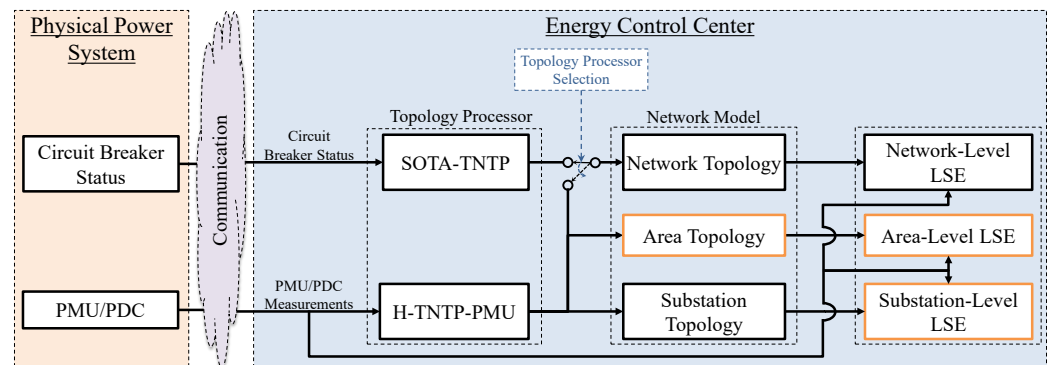 Physical Power
System
Energy Control Center
Topology Processor
Selection
Topology Processor
Network Model
Circuit Breaker
Status
Communication
Circuit
Breaker Status
SOTA-TNTP
Network Topology
Network-Level
LSE
Area Topology
Area-Level LSE
PMU/PDC
PMU/PDC
Measurements
H-TNTP-PMU
Substation
Topology
Substation-Level
LSE